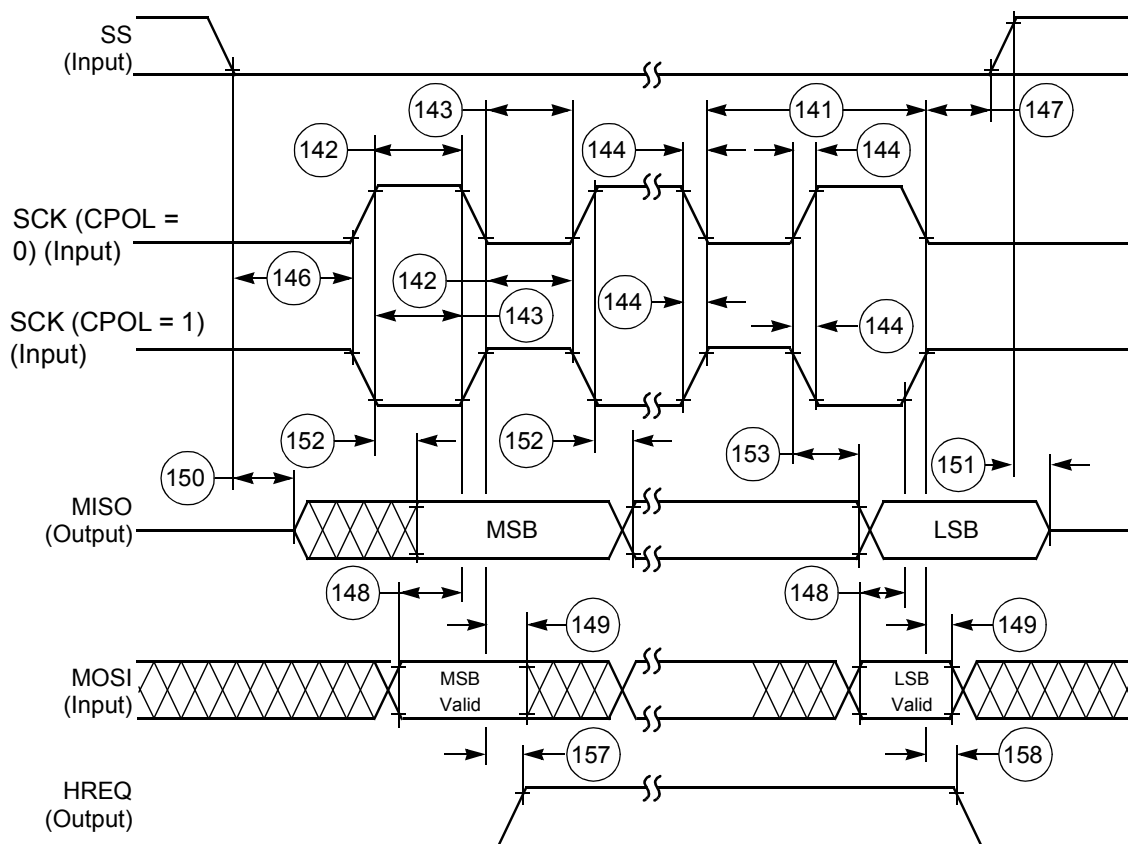 SS
(Input)
143
141
147
142
144
144
SCK (CPOL =
0) (Input)
146
142
144
SCK (CPOL = 1)
(Input)
143
144
152
152
153
151
150
MISO
(Output)
MSB
LSB
148
148
149
149
MOSI
(Input)
MSB
Valid
LSB
Valid
157
158
HREQ
(Output)